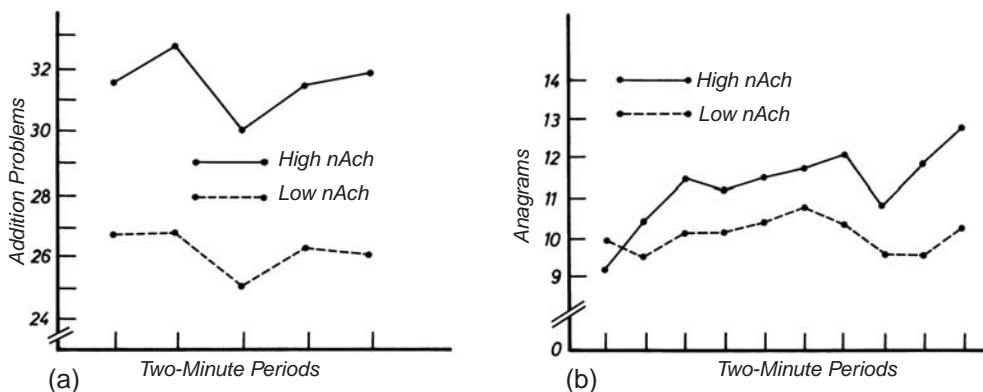 Addition Problems
32
30
28
26
24
High nAch
Low nAch
(a)
Two-Minute Periods
Anagrams
14
13
12
11
10
9
0
High nAch
Low nAch
(b)
Two-Minute Periods